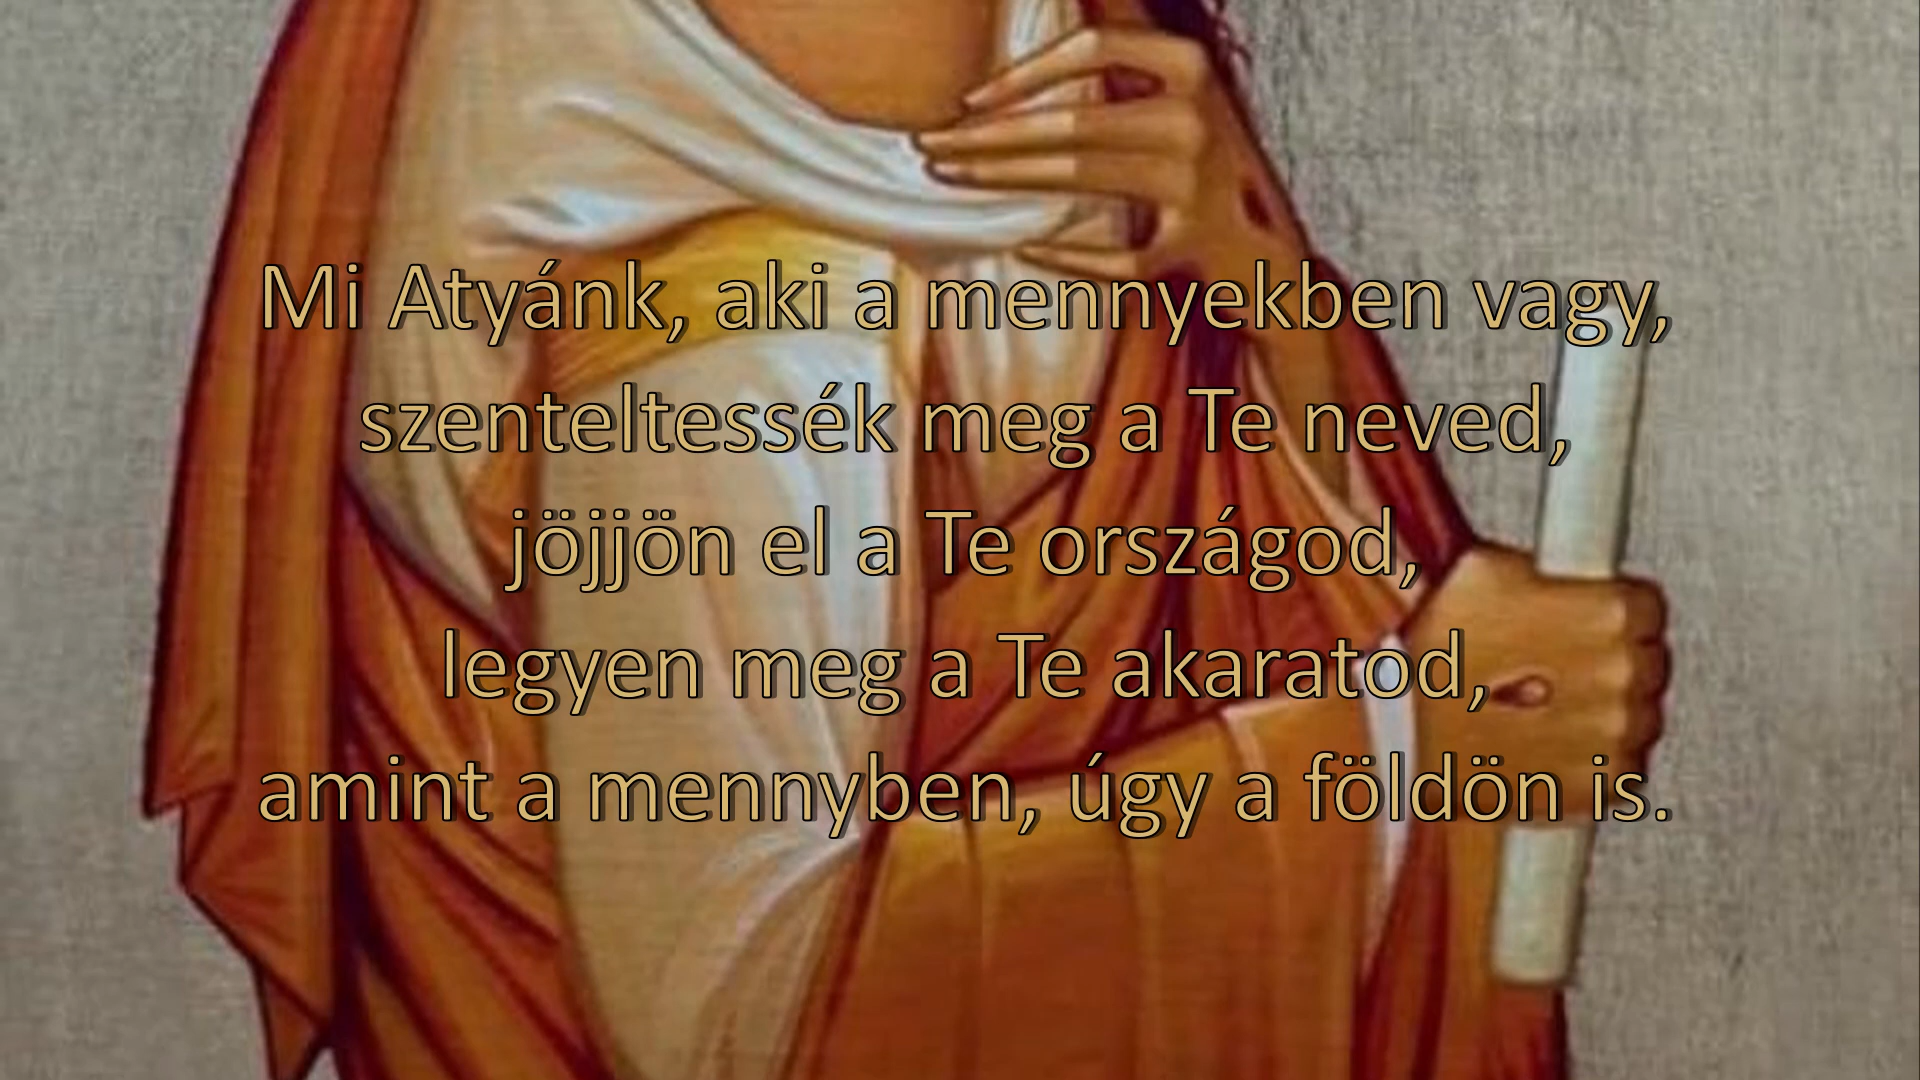 Mi Atyánk, aki a mennyekben vagy,
szenteltessék meg a Te neved,
jöjjön el a Te országod,
legyen meg a Te akaratod,
amint a mennyben, úgy a földön is.